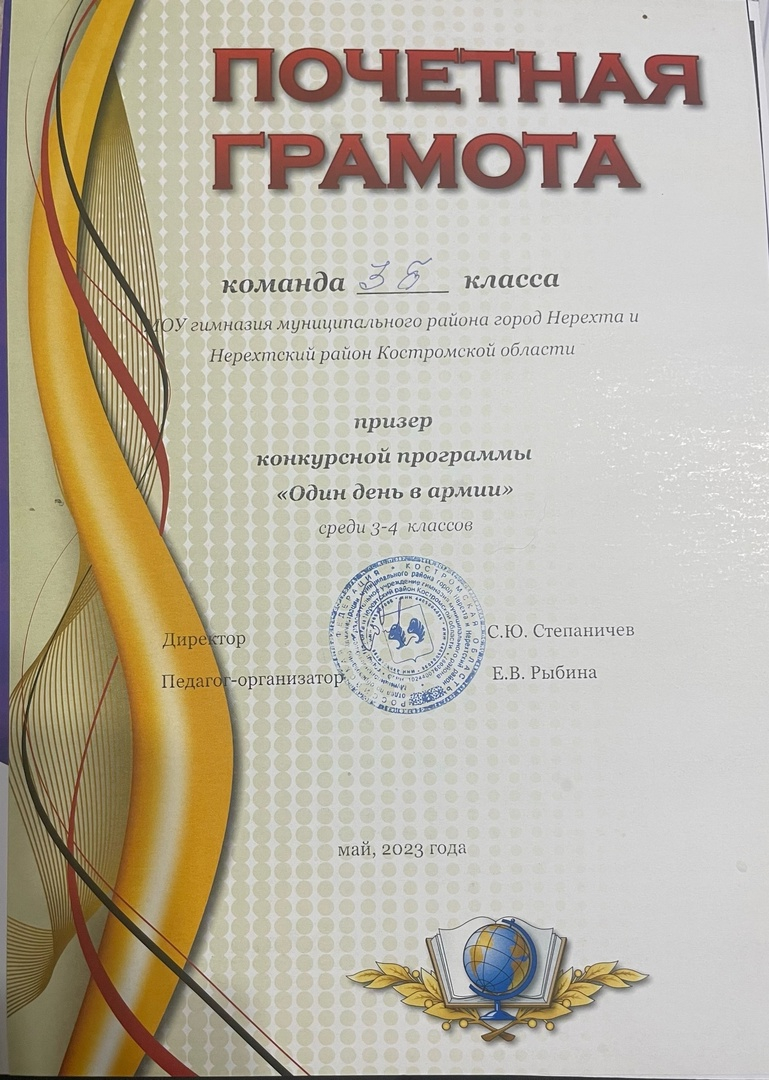 ПОЧЕТНАЯ
ГРАМОТА
команда 3 б класса
МОУ гимназия муниципального района город Нерехта и
Нерехтский район Костромской области
призер
конкурсной программы
«Один день в армии»
среди 3-4 классов
Директор С.Ю. Степаничев
Педагог-организатор Е.В. Рыбина
май, 2023 года